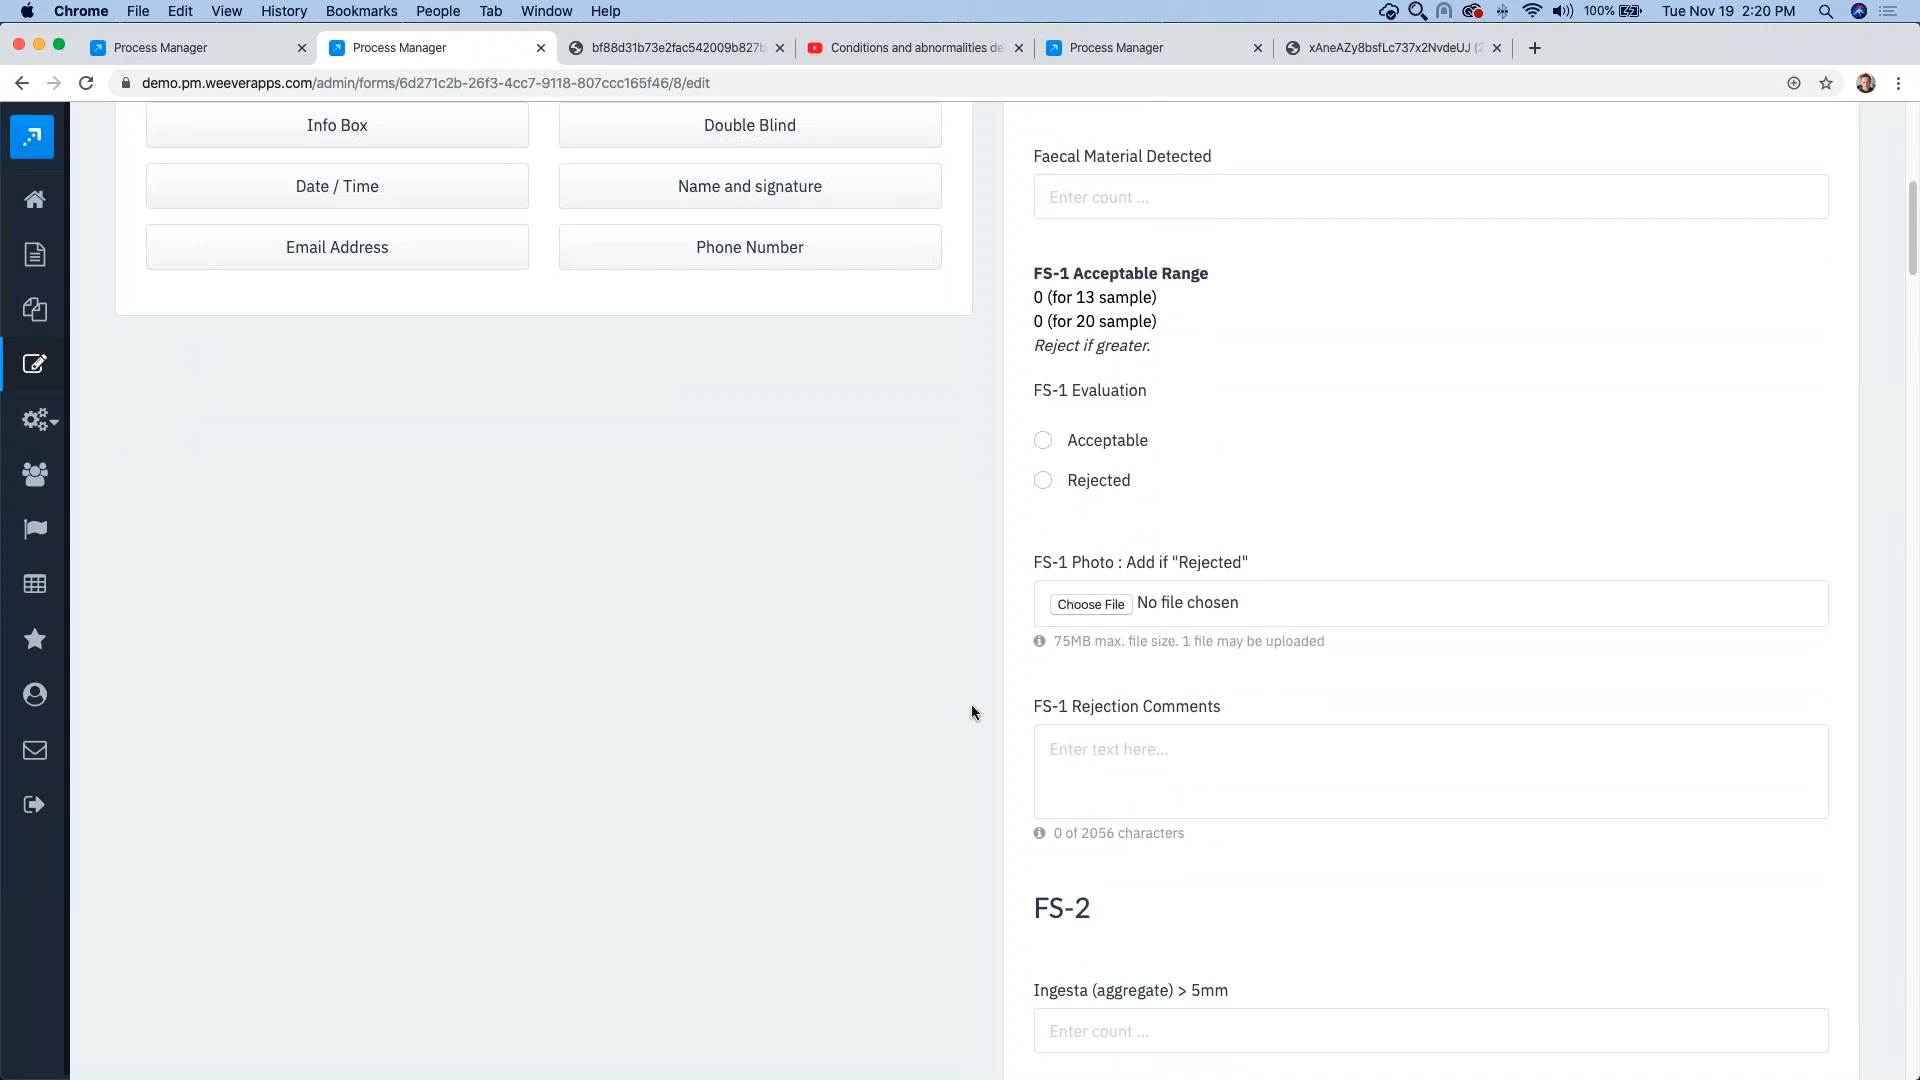 Chrome File Edit View History Bookmarks People Tab Window Help 100% Tue Nov 19 2:20 PM
Process Manager
Process Manager
bf88d31b73e2fac542009b827b
Conditions and abnormalities de
Process Manager
xAneAZy8bsfLc737x2NvdeUJ (2
demo.pm.weeverapps.com/admin/forms/6d271c2b-26f3-4cc7-9118-807ccc165f46/8/edit
Info Box
Double Blind
Date / Time
Name and signature
Email Address
Phone Number
Faecal Material Detected
Enter count ...
FS-1 Acceptable Range
0 (for 13 sample)
0 (for 20 sample)
Reject if greater.
FS-1 Evaluation
Acceptable
Rejected
FS-1 Photo : Add if "Rejected"
Choose File No file chosen
75MB max. file size. 1 file may be uploaded
FS-1 Rejection Comments
Enter text here...
0 of 2056 characters
FS-2
Ingesta (aggregate) > 5mm
Enter count ...